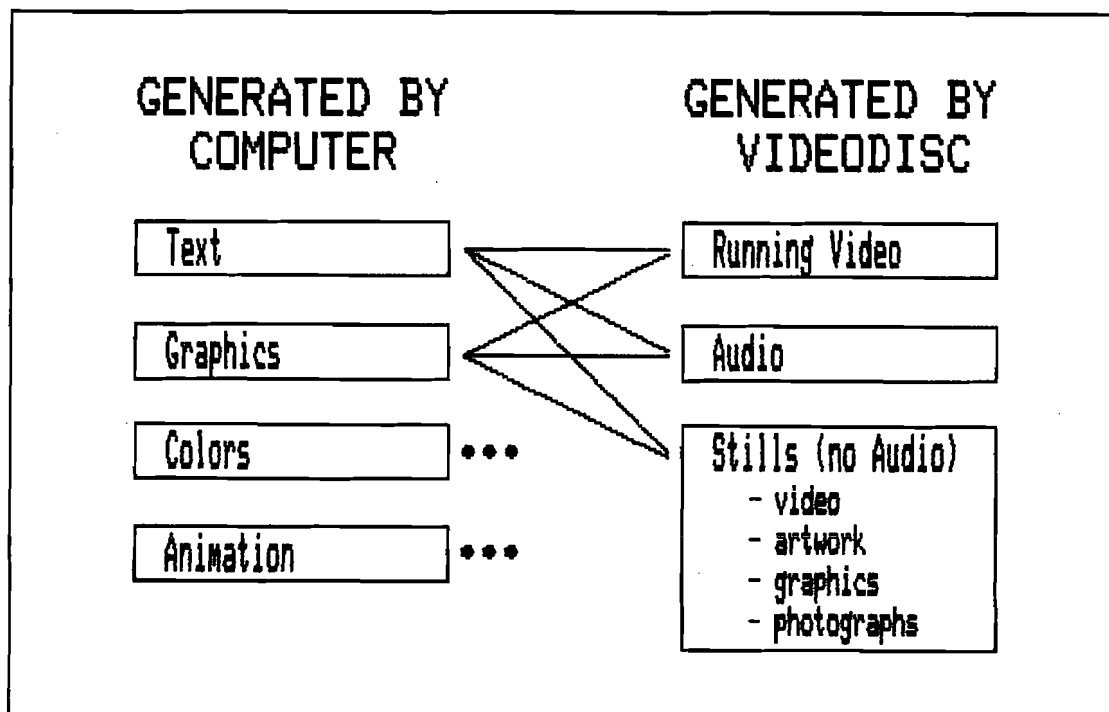 GENERATED BY
COMPUTER
Text
Graphics
Colors •••
Animation •••
GENERATED BY
VIDEODISC
Running Video
Audio
Stills (no Audio)
- video
- artwork
- graphics
- photographs